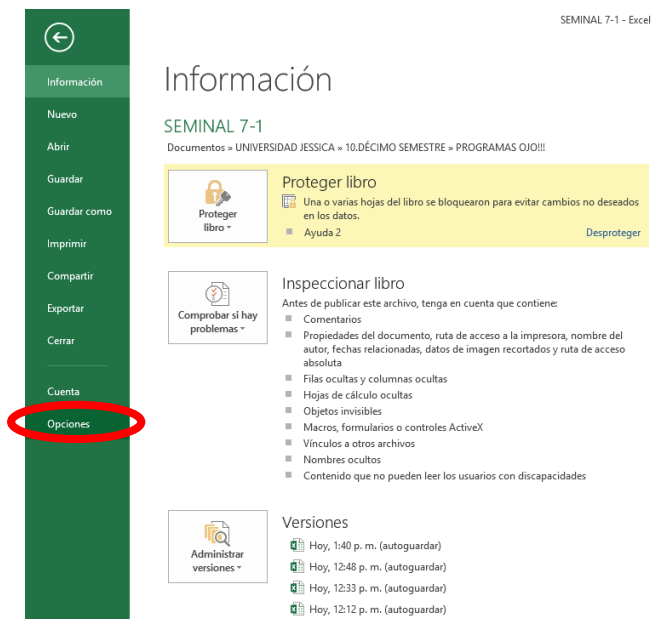 SEMINAL 7-1 - Excel
Información
Nuevo
Abrir
Guardar
Guardar como
Imprimir
Compartir
Exportar
Cerrar
Cuenta
Opciones
Información
SEMINAL 7-1
Documentos » UNIVERSIDAD JESSICA » 10.DÉCIMO SEMESTRE » PROGRAMAS OJO!!!
Proteger
libro
Proteger libro
Una o varias hojas del libro se bloquearon para evitar cambios no deseados
en los datos.
Ayuda 2
Desproteger
Comprobar si hay
problemas
Inspeccionar libro
Antes de publicar este archivo, tenga en cuenta que contiene:
Comentarios
Propiedades del documento, ruta de acceso a la impresora, nombre del
autor, fechas relacionadas, datos de imagen recortados y ruta de acceso
absoluta
Filas ocultas y columnas ocultas
Hojas de cálculo ocultas
Objetos invisibles
Macros, formularios o controles ActiveX
Vínculos a otros archivos
Nombres ocultos
Contenido que no pueden leer los usuarios con discapacidades
Administrar
versiones
Versiones
Hoy, 1:40 p. m. (autoguardar)
Hoy, 12:48 p. m. (autoguardar)
Hoy, 12:33 p. m. (autoguardar)
Hoy, 12:12 p. m. (autoguardar)